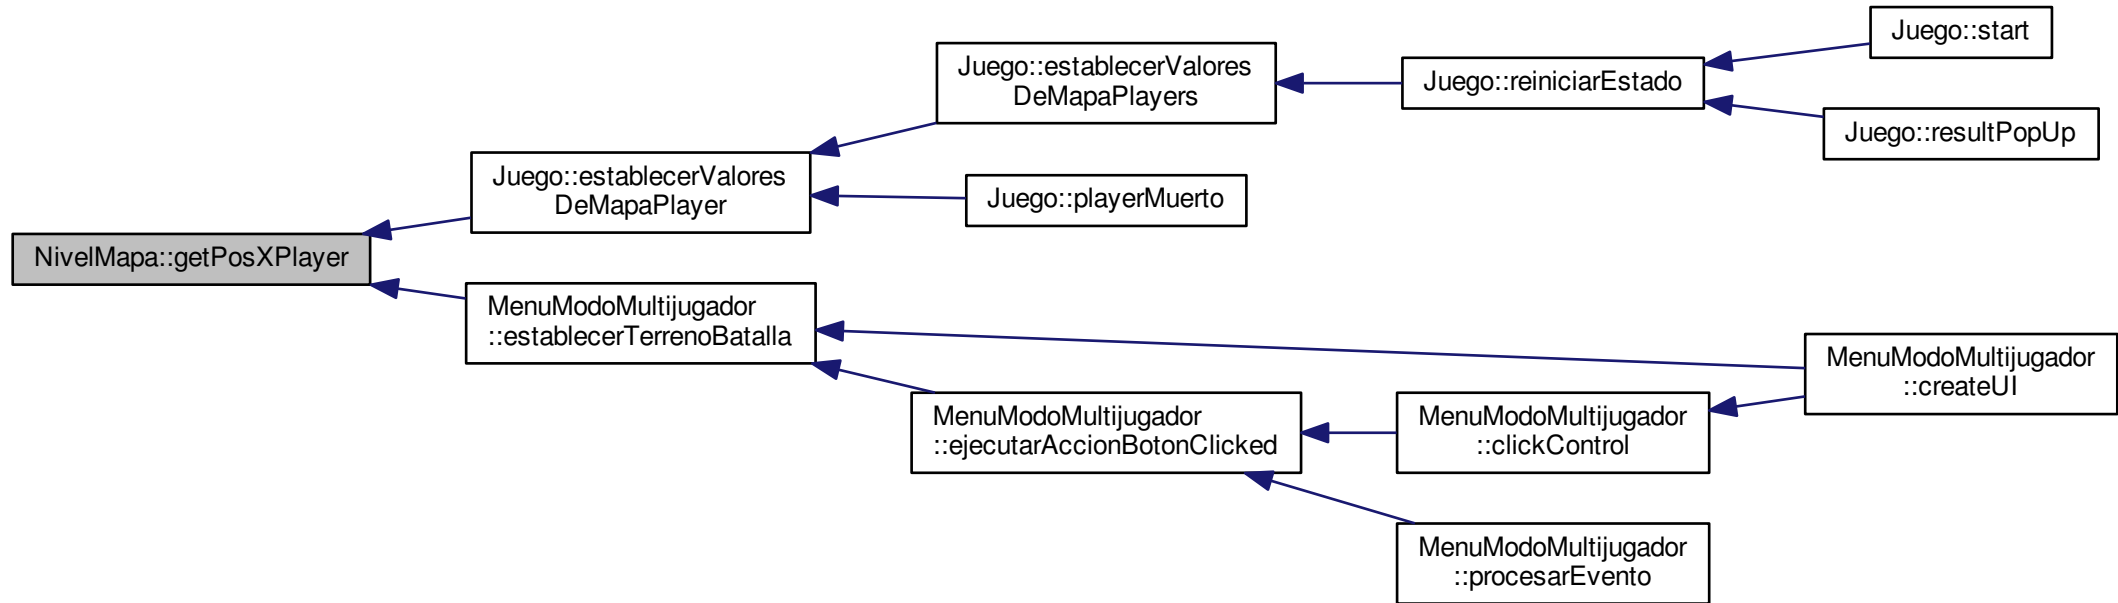 Juego::start
Juego::establecerValores
DeMapaPlayers
Juego::reiniciarEstado
Juego::resultPopUp
Juego::establecerValores
DeMapaPlayer
Juego::playerMuerto
NivelMapa::getPosXPlayer
MenuModoMultijugador
::establecerTerrenoBatalla
MenuModoMultijugador
::createUI
MenuModoMultijugador
::ejecutarAccionBotonClicked
MenuModoMultijugador
::clickControl
MenuModoMultijugador
::procesarEvento